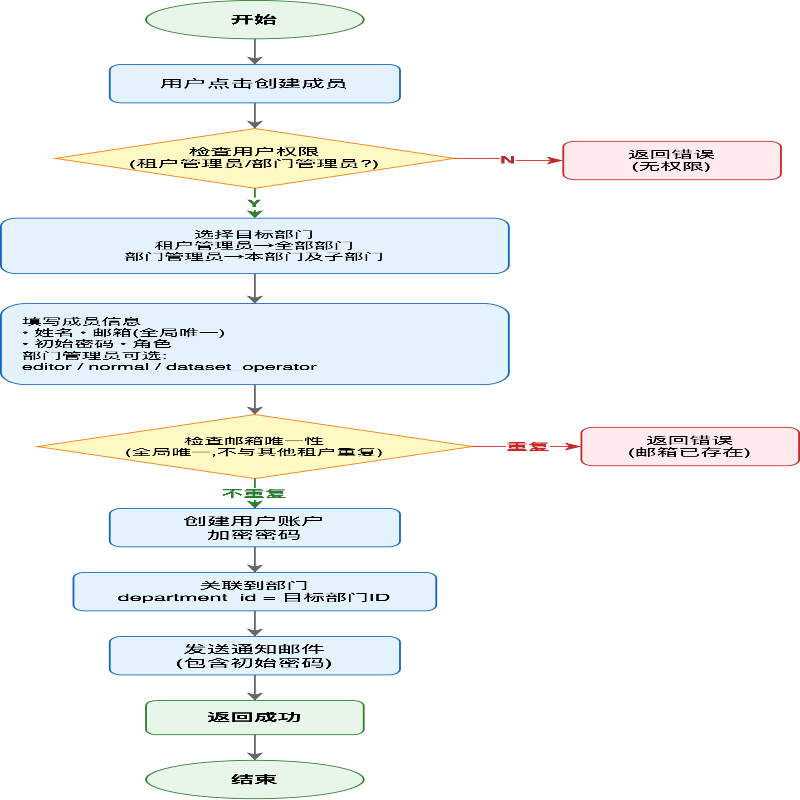 开始
用户点击创建成员
检查用户权限
(租户管理员/部门管理员?)
N
返回错误
(无权限)
Y
选择目标部门
租户管理员→全部部门
部门管理员→本部门及子部门
填写成员信息
• 姓名 • 邮箱(全局唯一)
• 初始密码 • 角色
部门管理员可选:
editor / normal / dataset_operator
检查邮箱唯一性
(全局唯一,不与其他租户重复)
重复
返回错误
(邮箱已存在)
不重复
创建用户账户
加密密码
关联到部门
department_id = 目标部门ID
发送通知邮件
(包含初始密码)
返回成功
结束